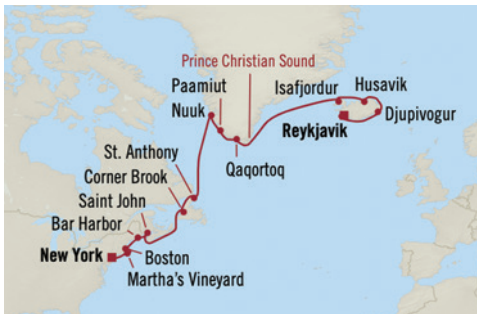 Prince Christian Sound
Paamiut
Nuuk
Isafjordur
Husavik
Djupivogur
Reykjavik
Qaqortoq
St. Anthony
Corner Brook
Saint John
Bar Harbor
New York
Boston
Martha's Vineyard